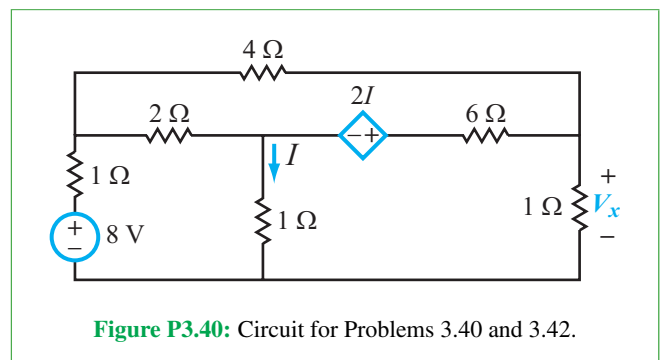 4 Ω
2I
2 Ω
6 Ω
− +
I
1 Ω
+
1 Ω
Vx
1 Ω
+
8 V
−
−
Figure P3.40: Circuit for Problems 3.40 and 3.42.